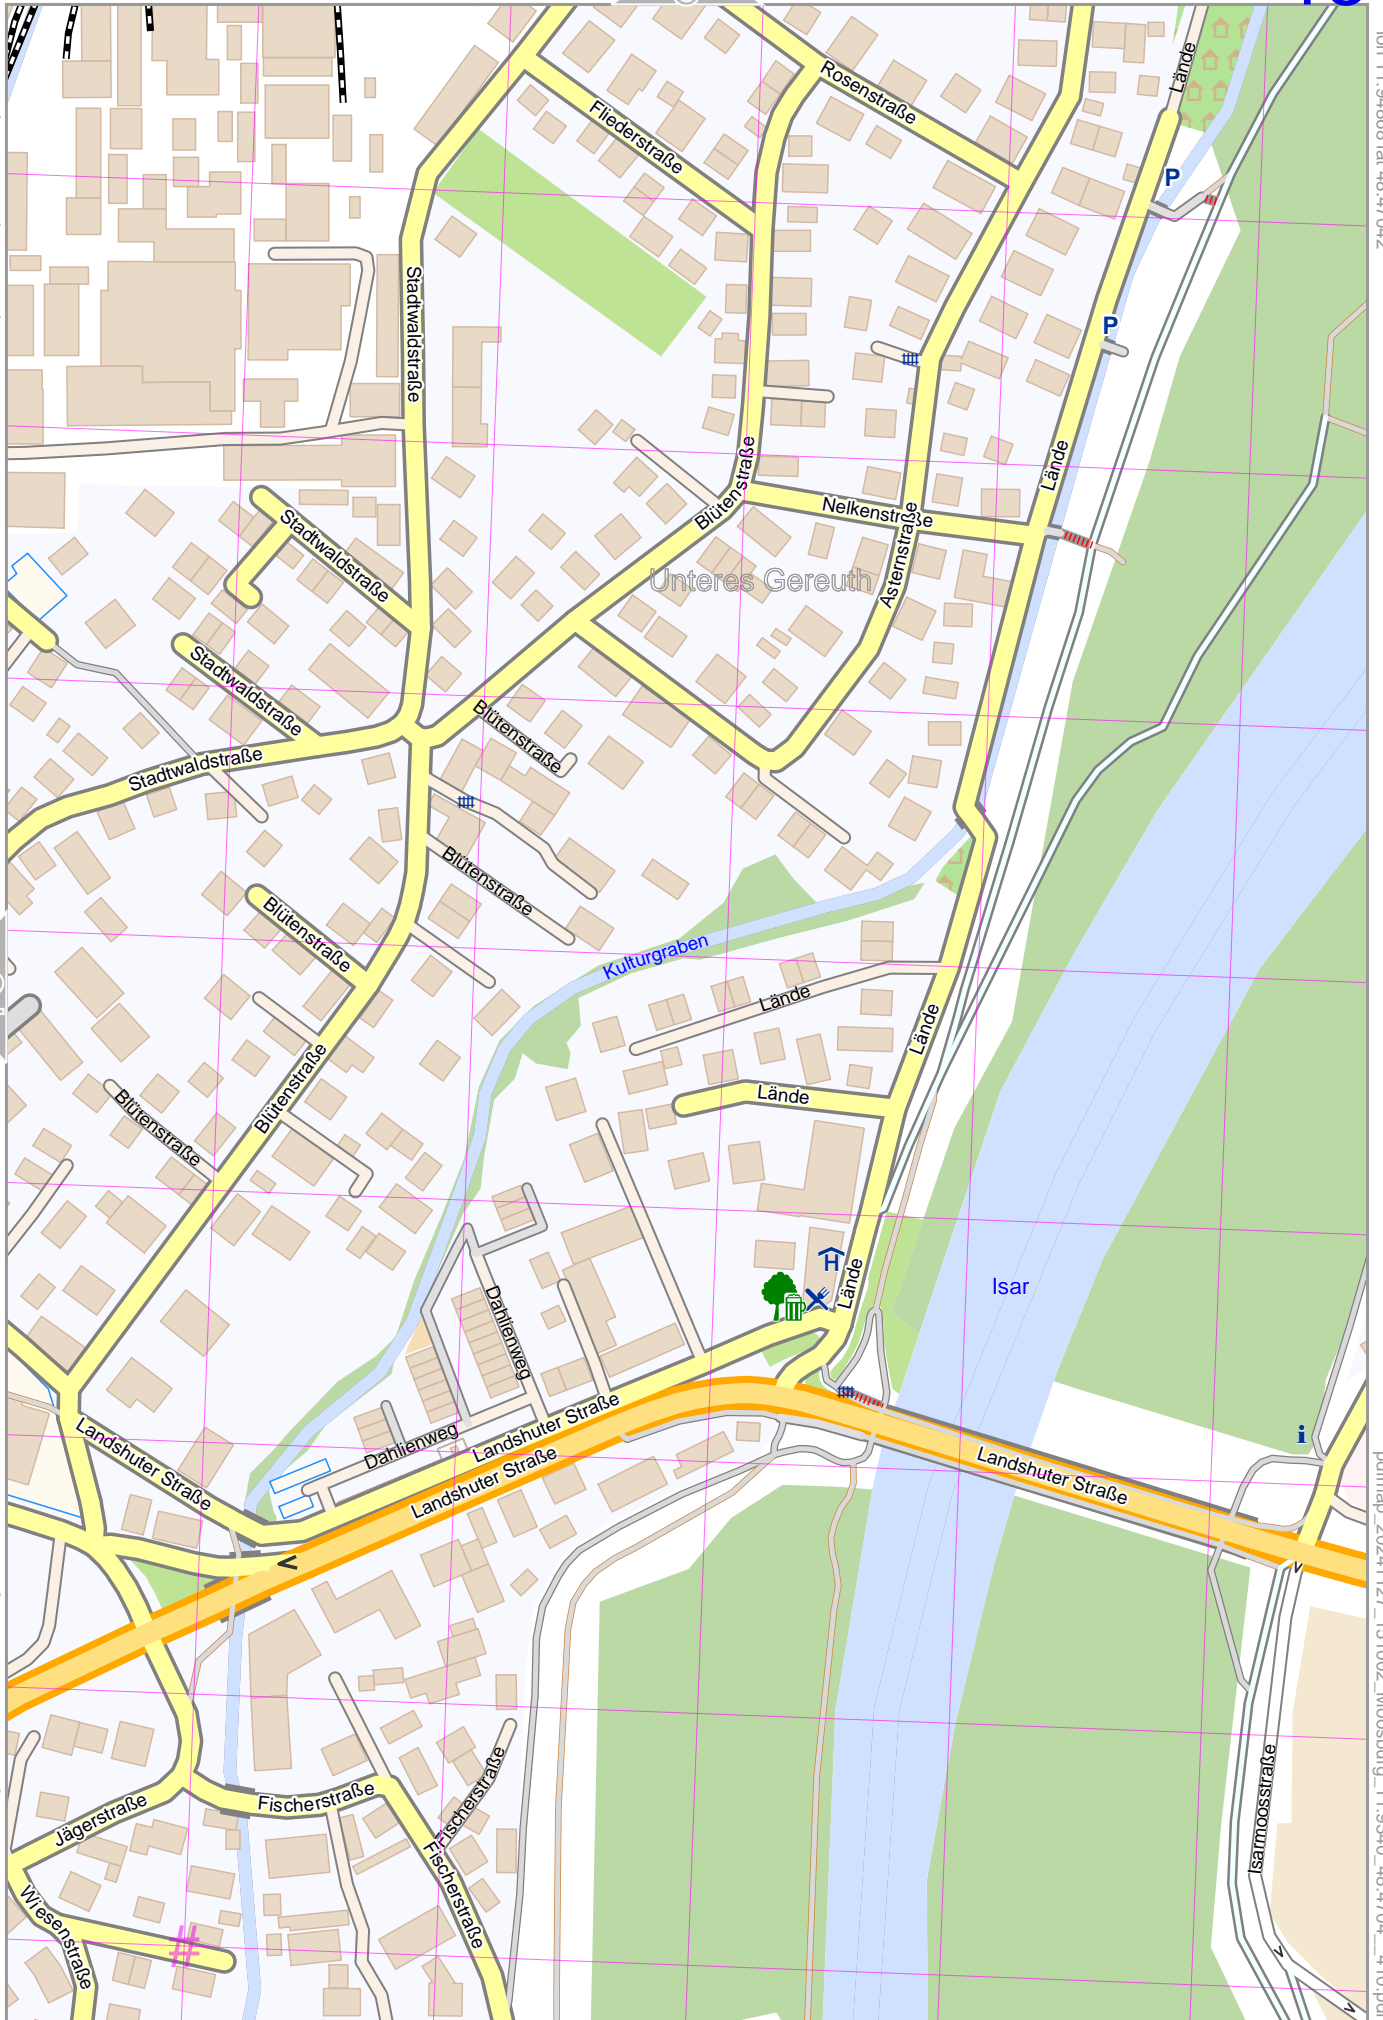 Lände
Rosenstraße
Fliederstraße
P
Stadtwaldstraße
P
Blütenstraße
Lände
Nelkenstraße
Stadtwaldstraße
Asternstraße
Unteres Gereuth
Stadtwaldstraße
Blütenstraße
Stadtwaldstraße
Blütenstraße
Blütenstraße
Kulturgraben
Lände
Lände
Blütenstraße
Lände
Blütenstraße
H
Lände
Isar
Dahlienweg
Landshuter Straße
Dahlienweg
Landshuter Straße
i
Landshuter Straße
Landshuter Straße
Fischerstraße
Fischerstraße
Jägerstraße
Isarmoosstraße
Fischerstraße
Wiesenstraße
#